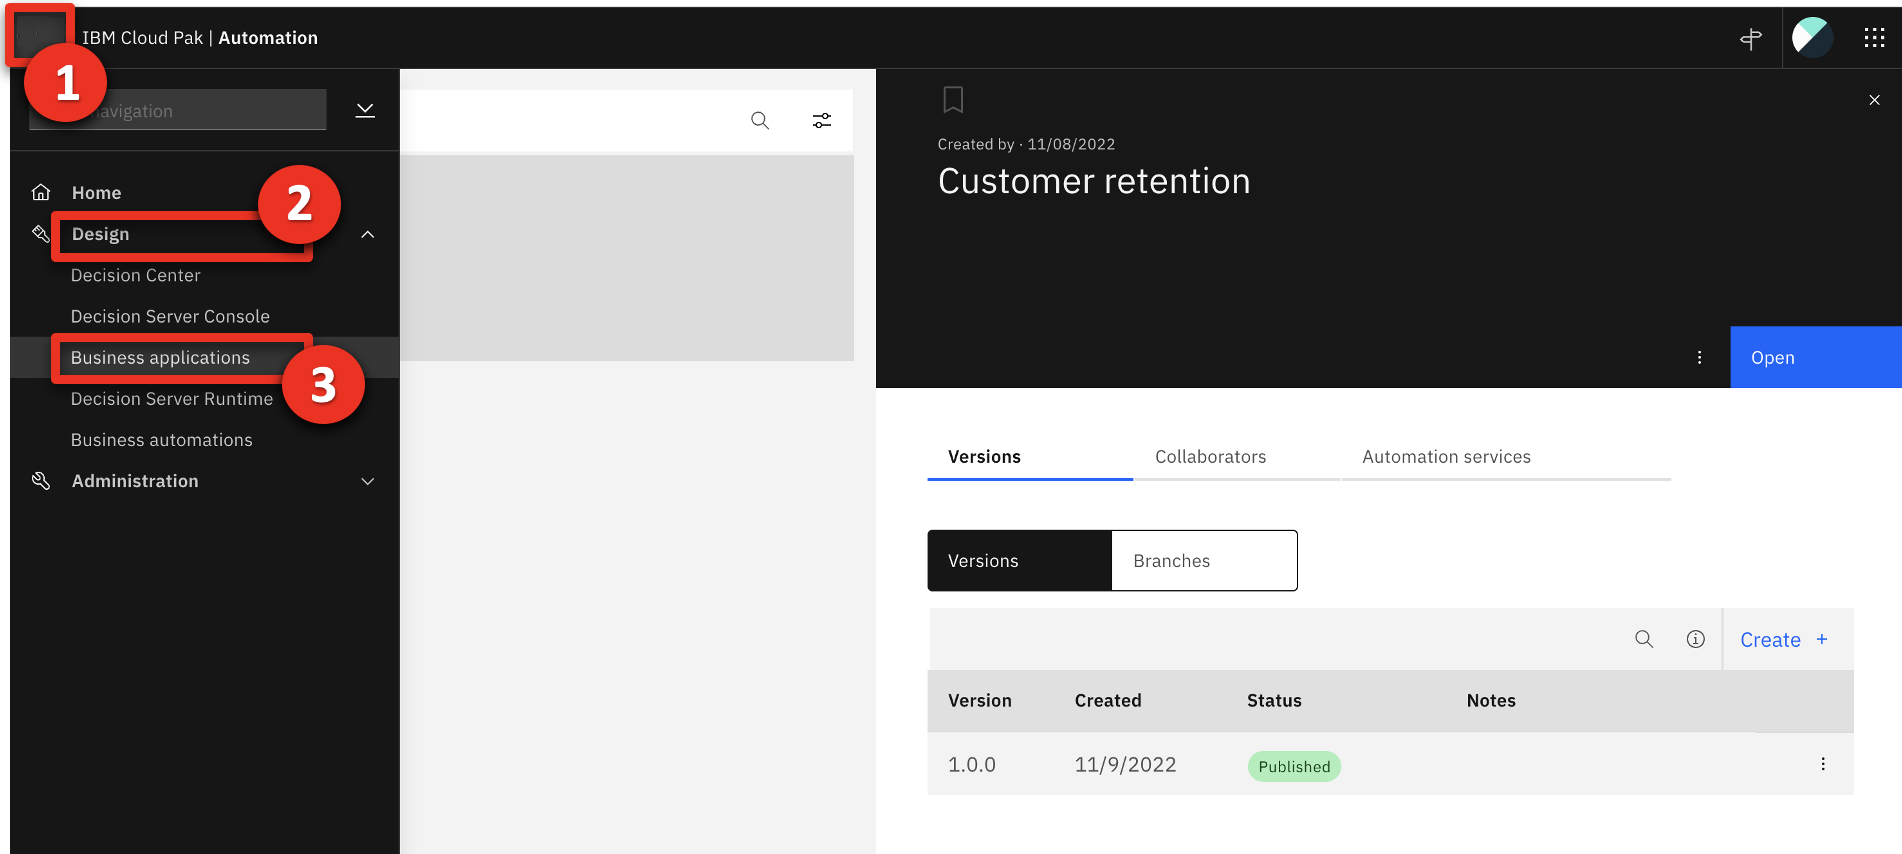 IBM Cloud Pak | Automation
1
navigation
Home
2
Design
Decision Center
Decision Server Console
Business applications
3
Decision Server Runtime
Business automations
Administration
Created by · 11/08/2022
Customer retention
Open
Versions Collaborators Automation services
Versions Branches
Create +
Version Created Status Notes
1.0.0 11/9/2022 Published